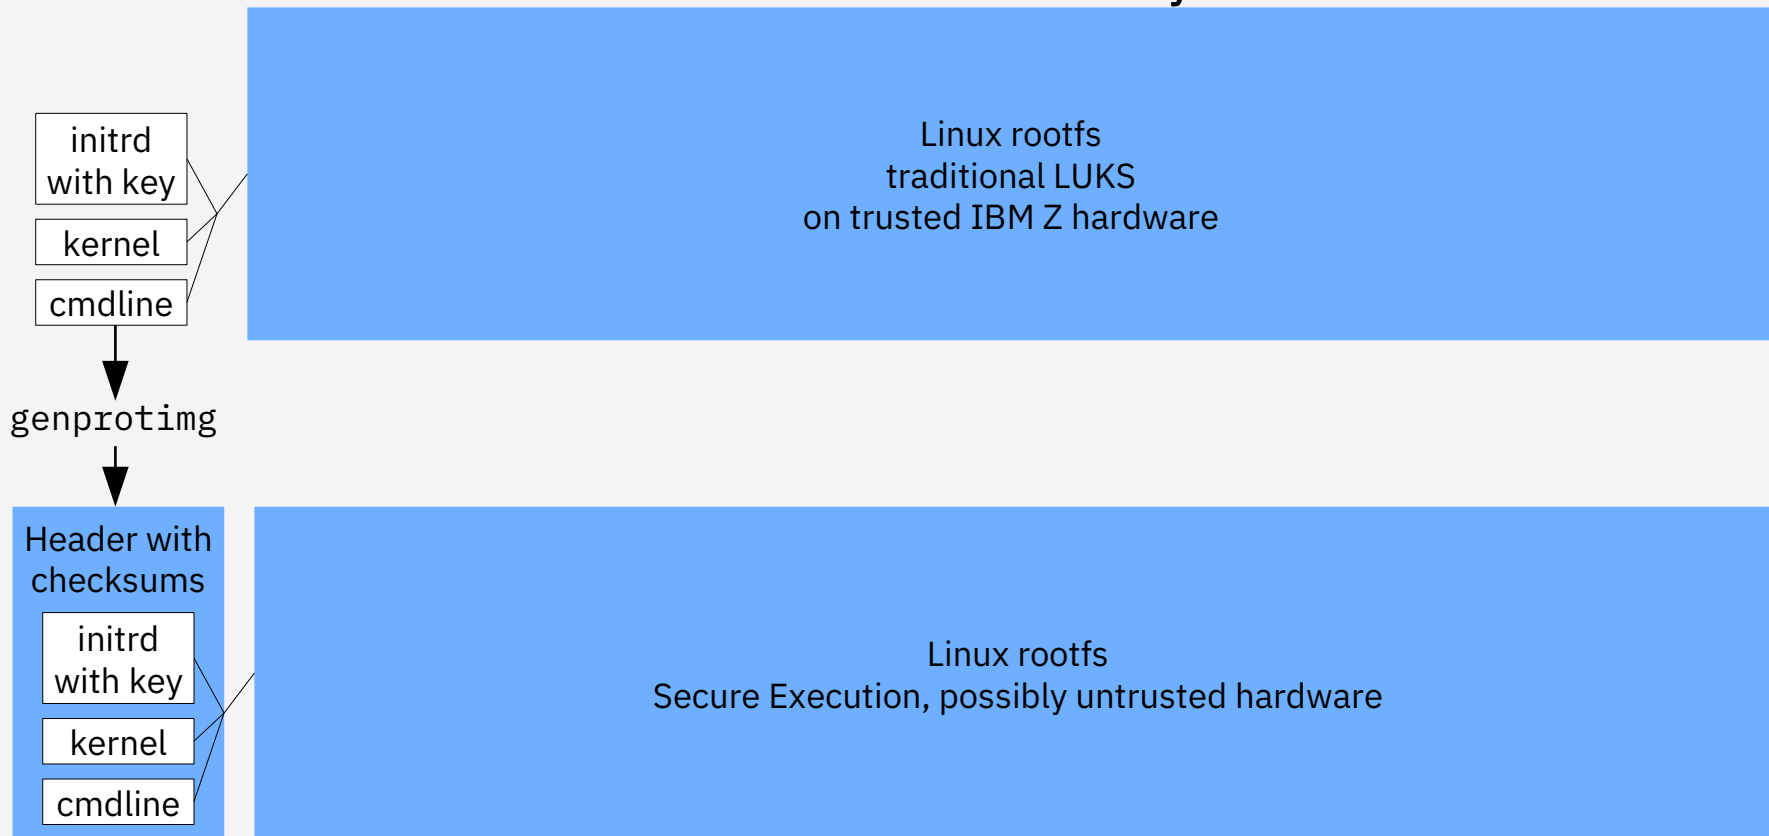 initrd
with key
kernel
cmdline
Linux rootfs
traditional LUKS
on trusted IBM Z hardware
genprotimg
Header with
checksums
initrd
with key
kernel
cmdline
Linux rootfs
Secure Execution, possibly untrusted hardware